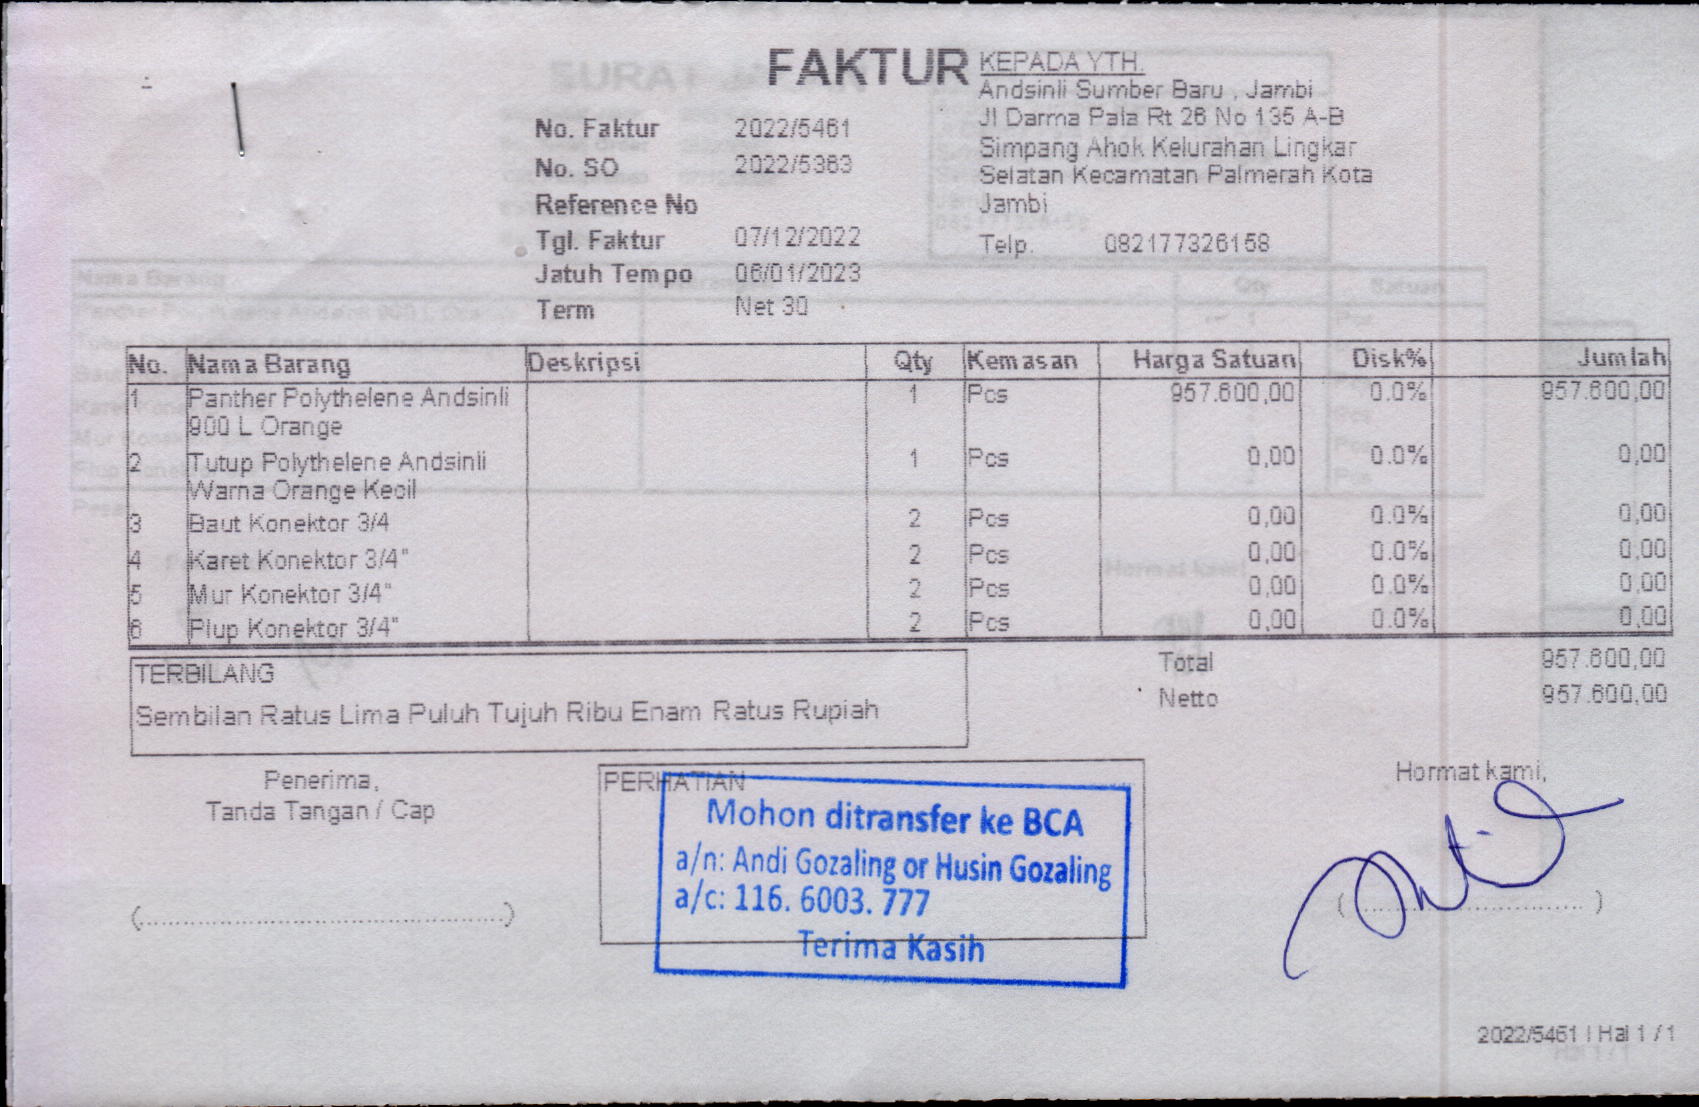 FAKTUR
KEPADA YTH.
Andsinli Sumber Baru , Jambi
Jl Darma Pala Rt 26 No 135 A-B
Simpang Ahok Kelurahan Lingkar
Selatan Kecamatan Palmerah Kota
Jambi
Telp. 082177326158
No. Faktur 2022/5461
No. SO 2022/5363
Reference No
Tgl. Faktur 07/12/2022
Jatuh Tempo 06/01/2023
Term Net 30
No. Nama Barang Deskripsi Qty Kemasan Harga Satuan Disk% Jumlah
1 Panther Polythelene Andsinli 1 Pcs 957.600,00 0.0% 957.600,00
900 L Orange
2 Tutup Polythelene Andsinli 1 Pcs 0,00 0.0% 0,00
Warna Orange Kecil
3 Baut Konektor 3/4 2 Pcs 0,00 0.0% 0,00
4 Karet Konektor 3/4" 2 Pcs 0,00 0.0% 0,00
5 Mur Konektor 3/4" 2 Pcs 0,00 0.0% 0,00
6 Plup Konektor 3/4" 2 Pcs 0,00 0.0% 0,00
TERBILANG
Sembilan Ratus Lima Puluh Tujuh Ribu Enam Ratus Rupiah
Total 957.600,00
Netto 957.600,00
Penerima,
Tanda Tangan / Cap
PERHATIAN
Mohon ditransfer ke BCA
a/n: Andi Gozaling or Husin Gozaling
a/c: 116. 6003. 777
Terima Kasih
Hormat kami,
2022/5461 | Hal 1 / 1